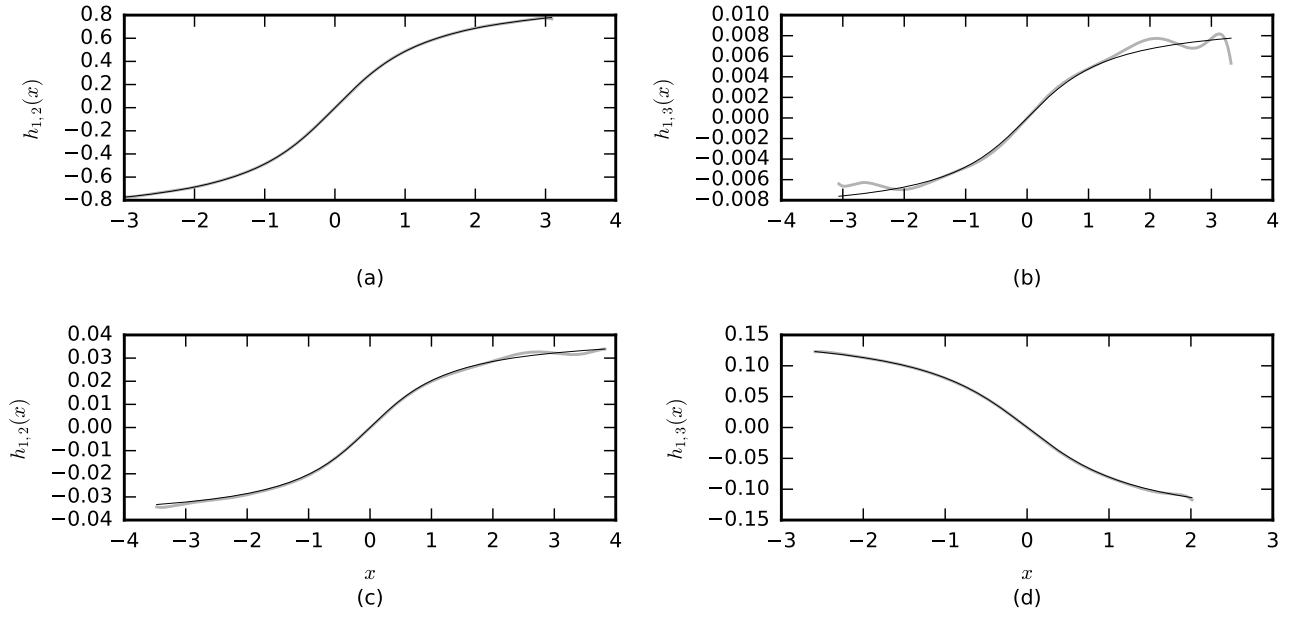 0.8
0.6
0.4
0.2
0.0
−0.2
−0.4
−0.6
−0.8
h1,2(x)
−3 −2 −1 0 1 2 3 4
(a)
0.010
0.008
0.006
0.004
0.002
0.000
−0.002
−0.004
−0.006
−0.008
h1,3(x)
−4 −3 −2 −1 0 1 2 3 4
(b)
0.04
0.03
0.02
0.01
0.00
−0.01
−0.02
−0.03
−0.04
h1,2(x)
−4 −3 −2 −1 0 1 2 3 4
x
(c)
0.15
0.10
0.05
0.00
−0.05
−0.10
−0.15
h1,3(x)
−3 −2 −1 0 1 2 3
x
(d)